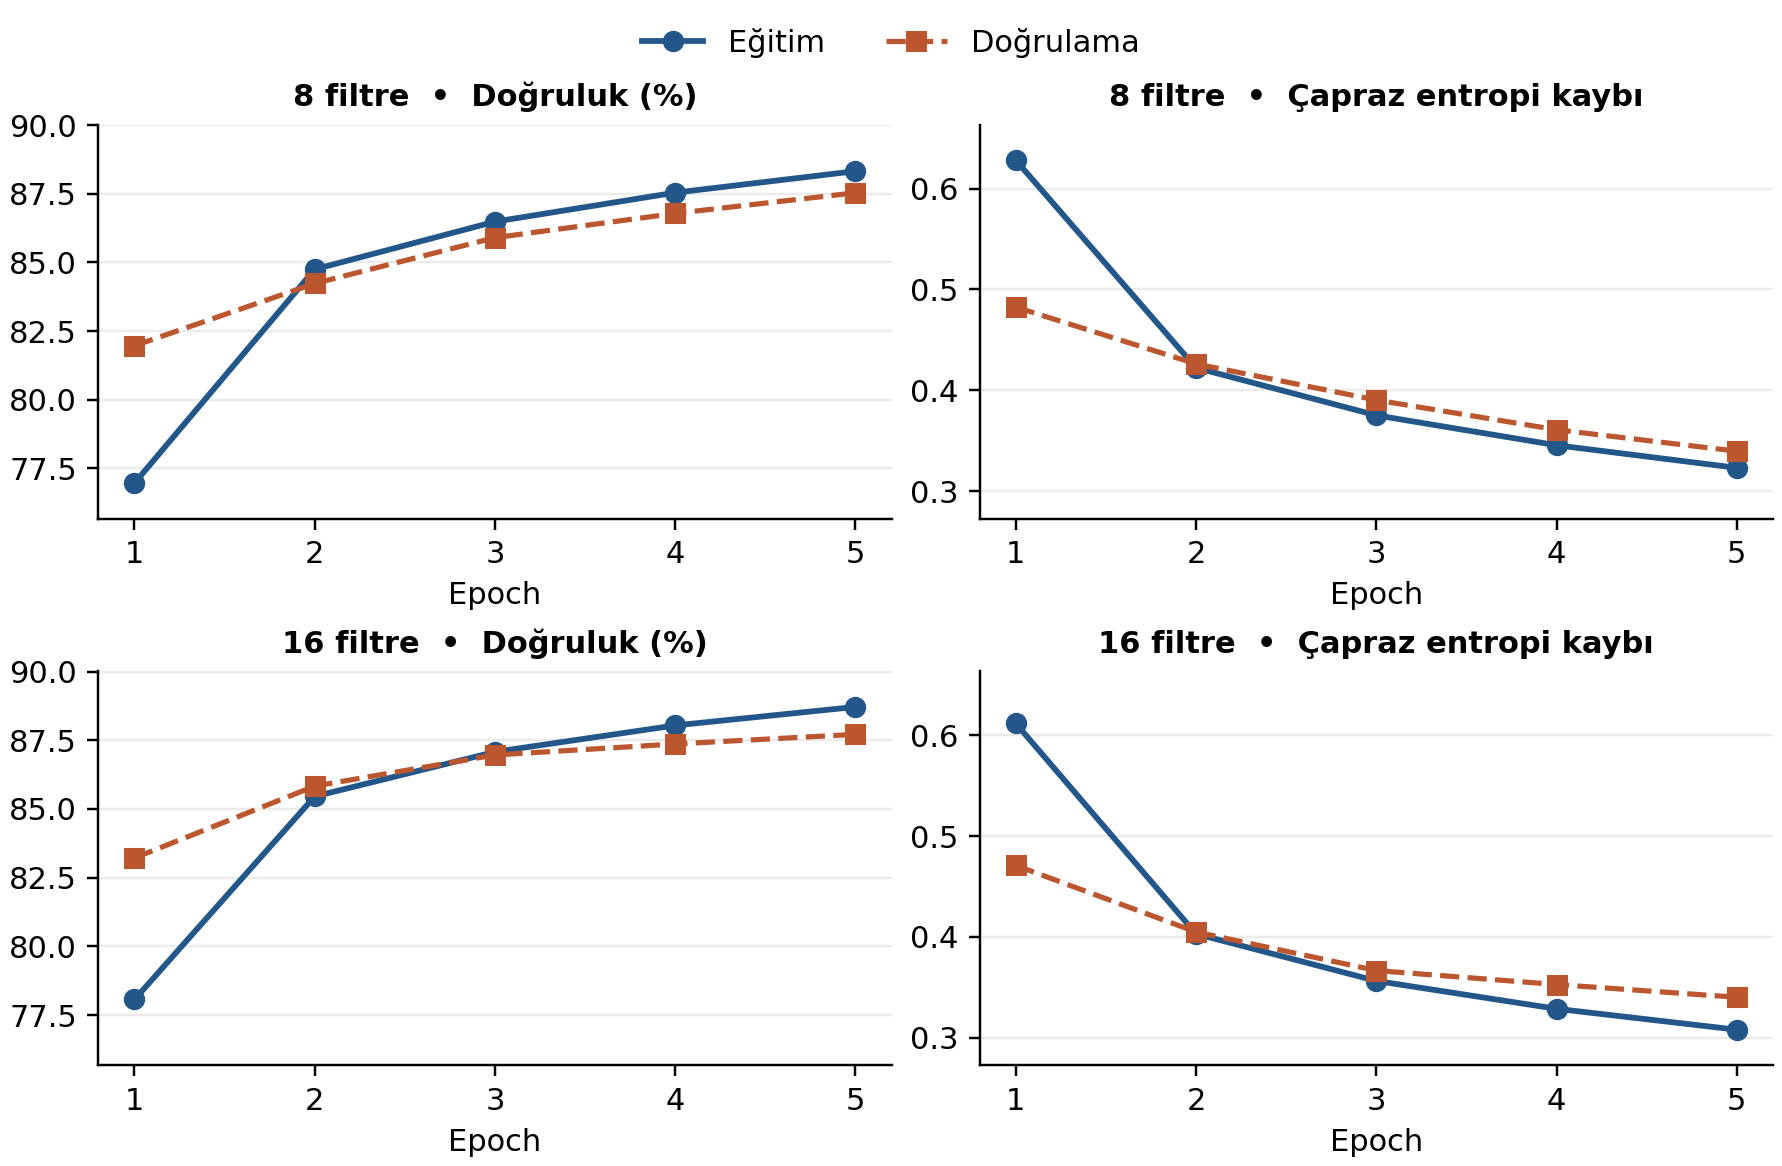 Eğitim Doğrulama
8 filtre • Doğruluk (%)
90.0
87.5
85.0
82.5
80.0
77.5
1 2 3 4 5
Epoch
8 filtre • Çapraz entropi kaybı
0.6
0.5
0.4
0.3
1 2 3 4 5
Epoch
16 filtre • Doğruluk (%)
90.0
87.5
85.0
82.5
80.0
77.5
1 2 3 4 5
Epoch
16 filtre • Çapraz entropi kaybı
0.6
0.5
0.4
0.3
1 2 3 4 5
Epoch